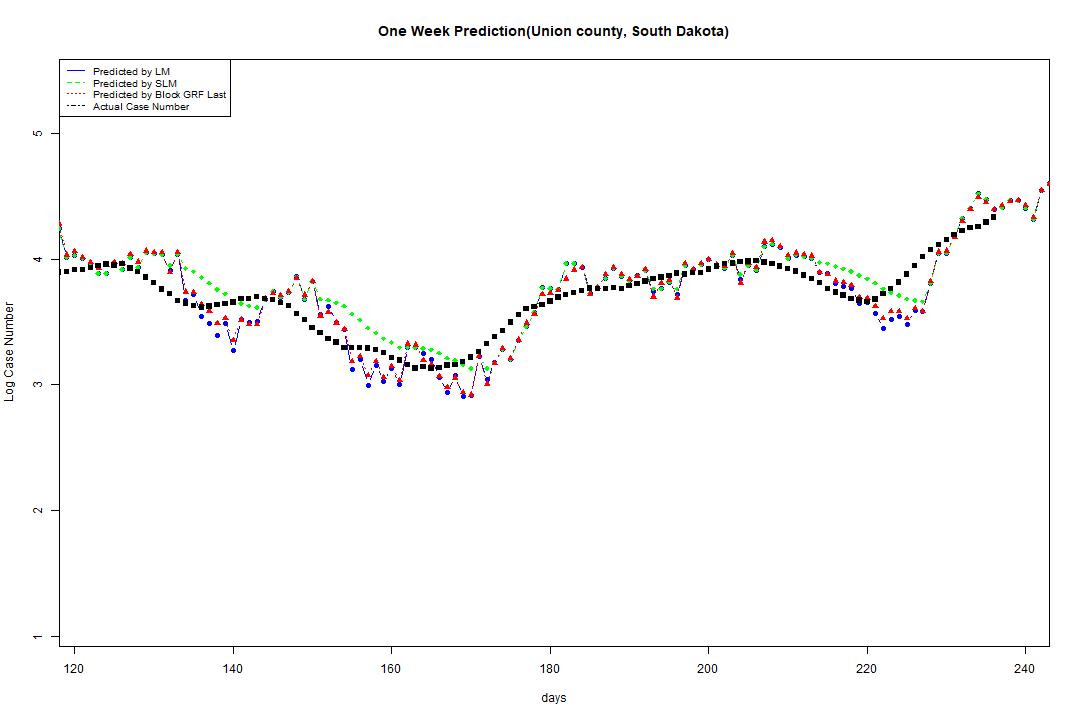 One Week Prediction(Union county, South Dakota)
Predicted by LM
Predicted by SLM
Predicted by Block GRF Last
Actual Case Number
5
4
3
2
1
Log Case Number
120 140 160 180 200 220 240
days